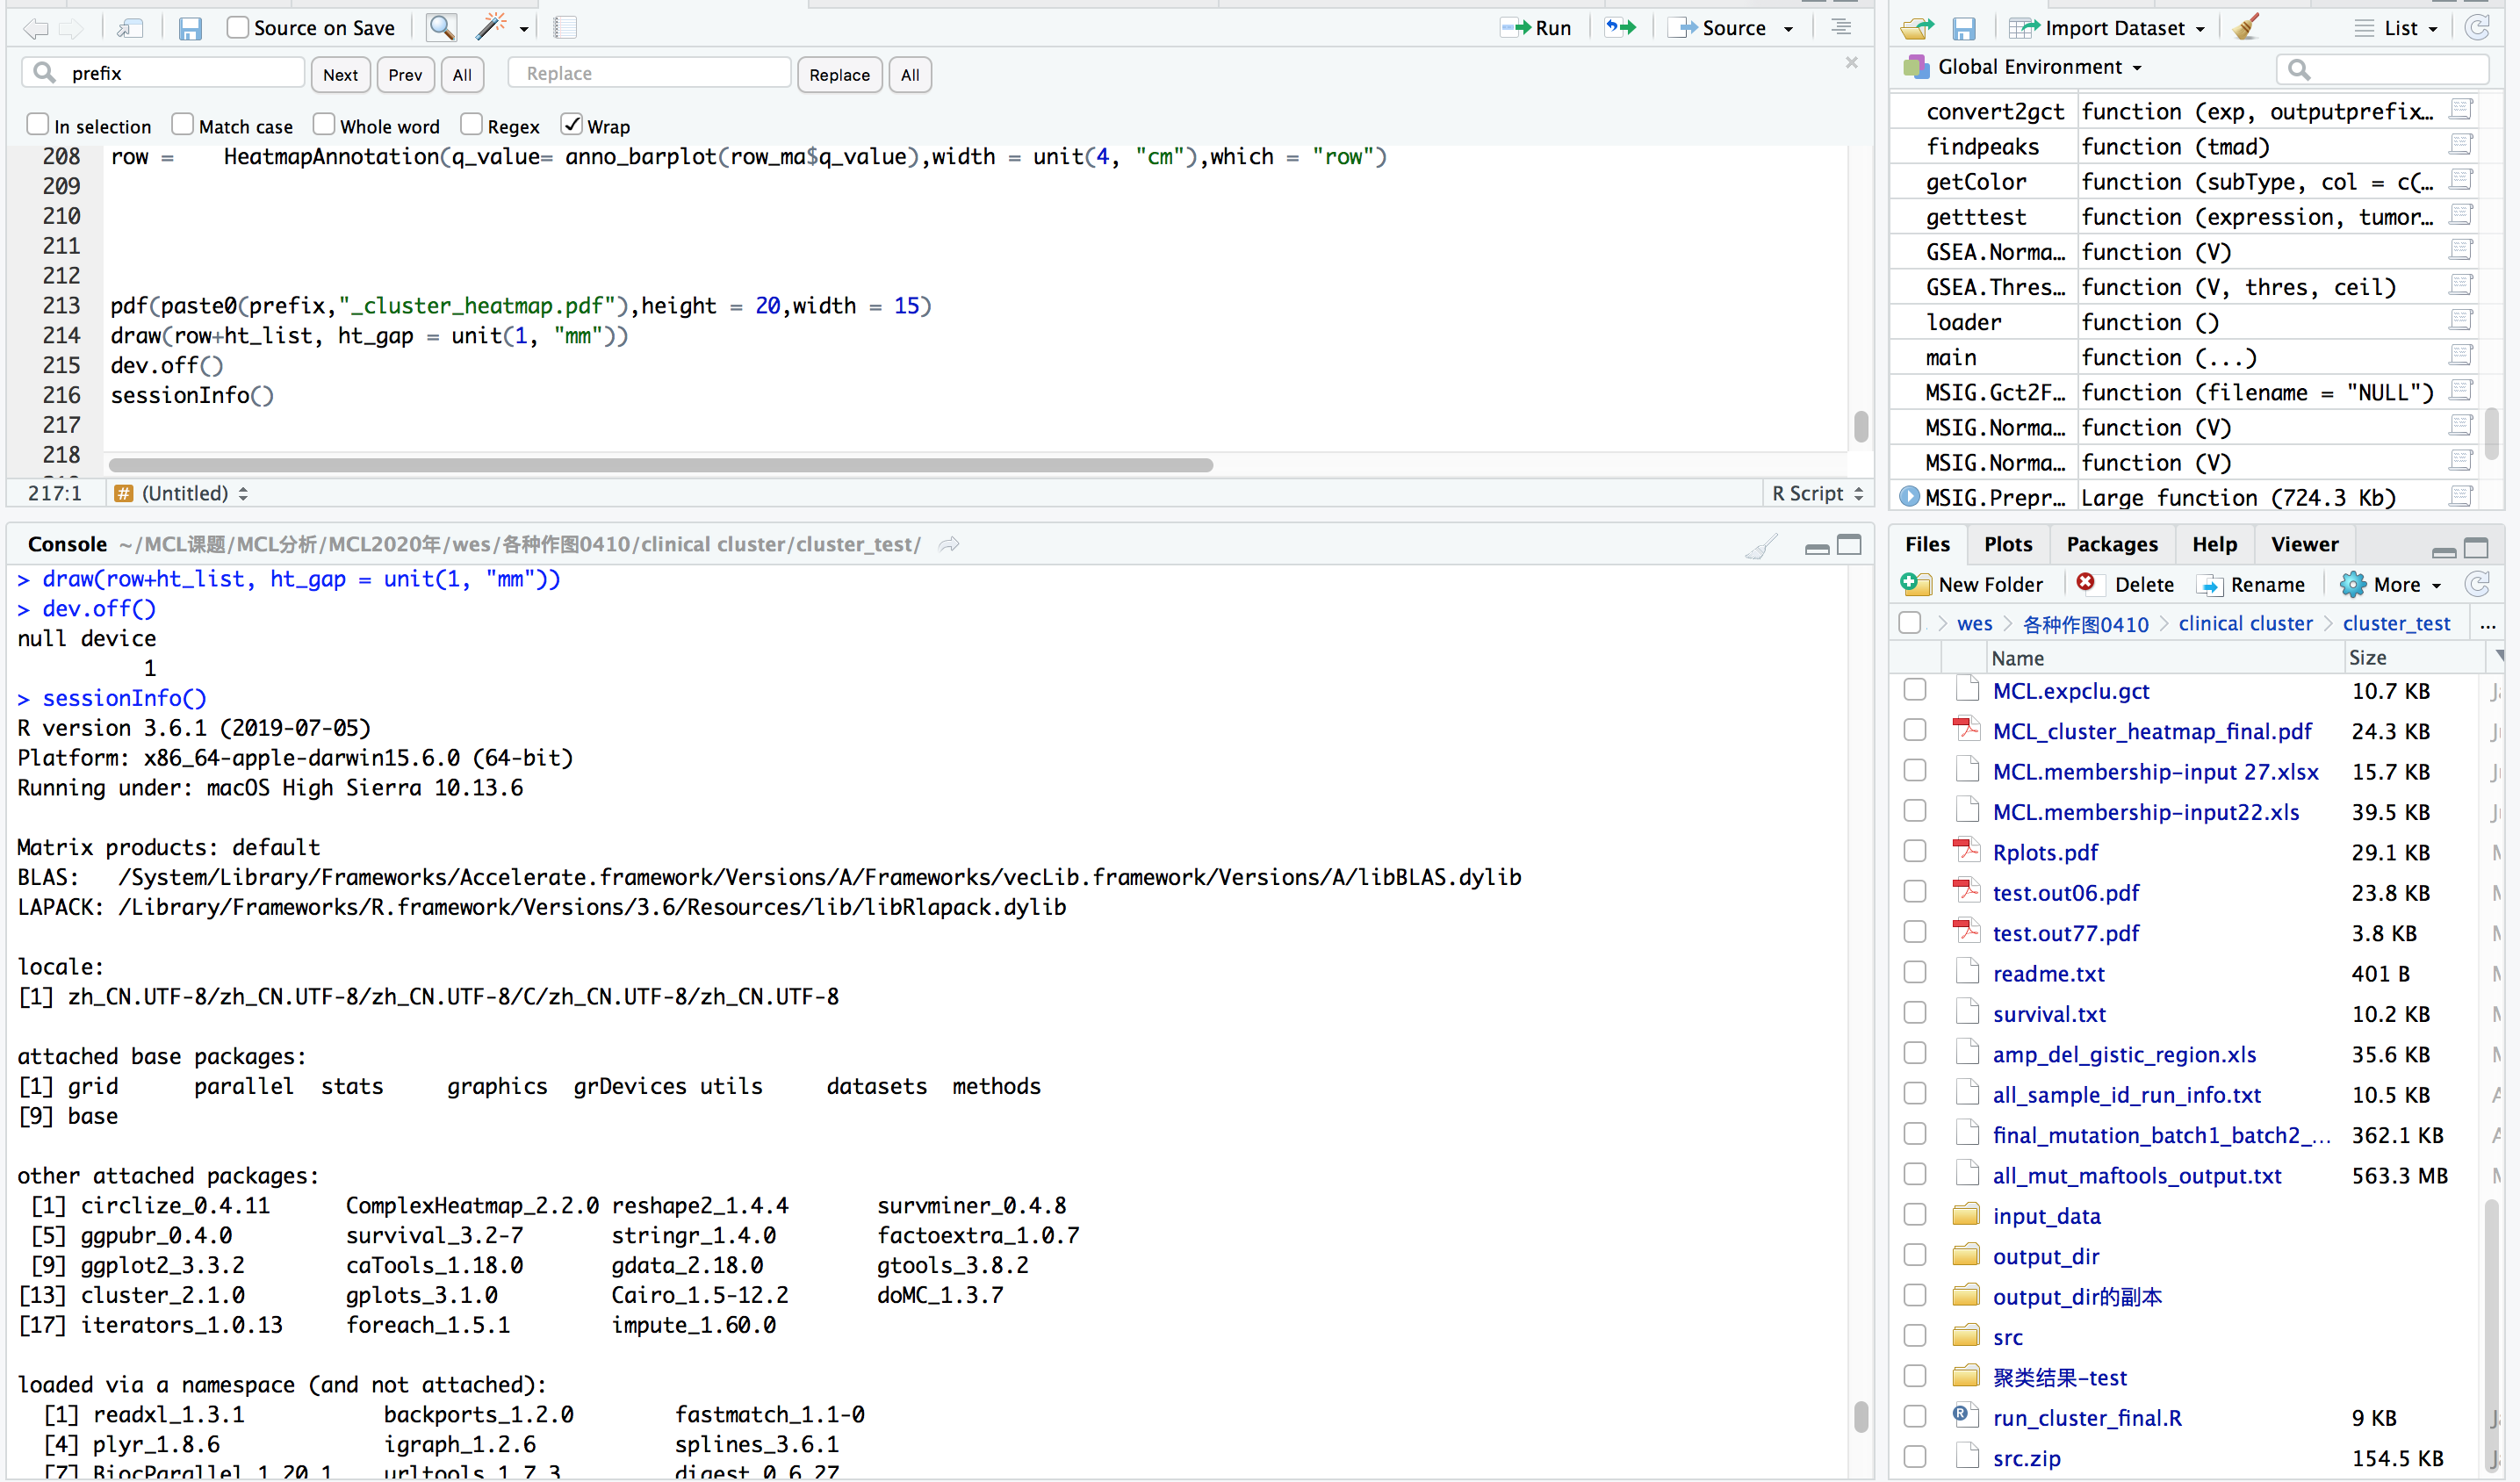 Source on Save
Run
Source
prefix
Next
Prev
All
Replace
Replace
All
In selection
Match case
Whole word
Regex
Wrap
208 row =    HeatmapAnnotation(q_value= anno_barplot(row_ma$q_value),width = unit(4, "cm"),which = "row")
209
210
211
212
213 pdf(paste0(prefix,"_cluster_heatmap.pdf"),height = 20,width = 15)
214 draw(row+ht_list, ht_gap = unit(1, "mm"))
215 dev.off()
216 sessionInfo()
217
218
217:1 # (Untitled) R Script
Console ~/MCL课题/MCL分析/MCL2020年/wes/各种作图0410/clinical cluster/cluster_test/
> draw(row+ht_list, ht_gap = unit(1, "mm"))
> dev.off()
null device
          1
> sessionInfo()
R version 3.6.1 (2019-07-05)
Platform: x86_64-apple-darwin15.6.0 (64-bit)
Running under: macOS High Sierra 10.13.6
Matrix products: default
BLAS:   /System/Library/Frameworks/Accelerate.framework/Versions/A/Frameworks/vecLib.framework/Versions/A/libBLAS.dylib
LAPACK: /Library/Frameworks/R.framework/Versions/3.6/Resources/lib/libRlapack.dylib
locale:
[1] zh_CN.UTF-8/zh_CN.UTF-8/zh_CN.UTF-8/C/zh_CN.UTF-8/zh_CN.UTF-8
attached base packages:
[1] grid      parallel  stats     graphics  grDevices utils     datasets  methods
[9] base
other attached packages:
[1] circlize_0.4.11      ComplexHeatmap_2.2.0 reshape2_1.4.4       survminer_0.4.8
[5] ggpubr_0.4.0         survival_3.2-7       stringr_1.4.0        factoextra_1.0.7
[9] ggplot2_3.3.2        caTools_1.18.0       gdata_2.18.0         gtools_3.8.2
[13] cluster_2.1.0        gplots_3.1.0         Cairo_1.5-12.2       doMC_1.3.7
[17] iterators_1.0.13     foreach_1.5.1        impute_1.60.0
loaded via a namespace (and not attached):
[1] readxl_1.3.1           backports_1.2.0        fastmatch_1.1-0
[4] plyr_1.8.6             igraph_1.2.6           splines_3.6.1
[7] BiocParallel_1.20.1    urltools_1.7.3         digest_0.6.27
Import Dataset
List
Global Environment
convert2gct function (exp, outputprefix…
findpeaks function (tmad)
getColor function (subType, col = c(…
getttest function (expression, tumor…
GSEA.Norma… function (V)
GSEA.Thres… function (V, thres, ceil)
loader function ()
main function (...)
MSIG.Gct2F… function (filename = "NULL")
MSIG.Norma… function (V)
MSIG.Norma… function (V)
MSIG.Prepr… Large function (724.3 Kb)
Files Plots Packages Help Viewer
New Folder Delete Rename More
wes > 各种作图0410 > clinical cluster > cluster_test ...
Name Size
MCL.expclu.gct 10.7 KB
MCL_cluster_heatmap_final.pdf 24.3 KB
MCL.membership-input 27.xlsx 15.7 KB
MCL.membership-input22.xls 39.5 KB
Rplots.pdf 29.1 KB
test.out06.pdf 23.8 KB
test.out77.pdf 3.8 KB
readme.txt 401 B
survival.txt 10.2 KB
amp_del_gistic_region.xls 35.6 KB
all_sample_id_run_info.txt 10.5 KB
final_mutation_batch1_batch2_… 362.1 KB
all_mut_maftools_output.txt 563.3 MB
input_data
output_dir
output_dir的副本
src
聚类结果-test
run_cluster_final.R 9 KB
src.zip 154.5 KB